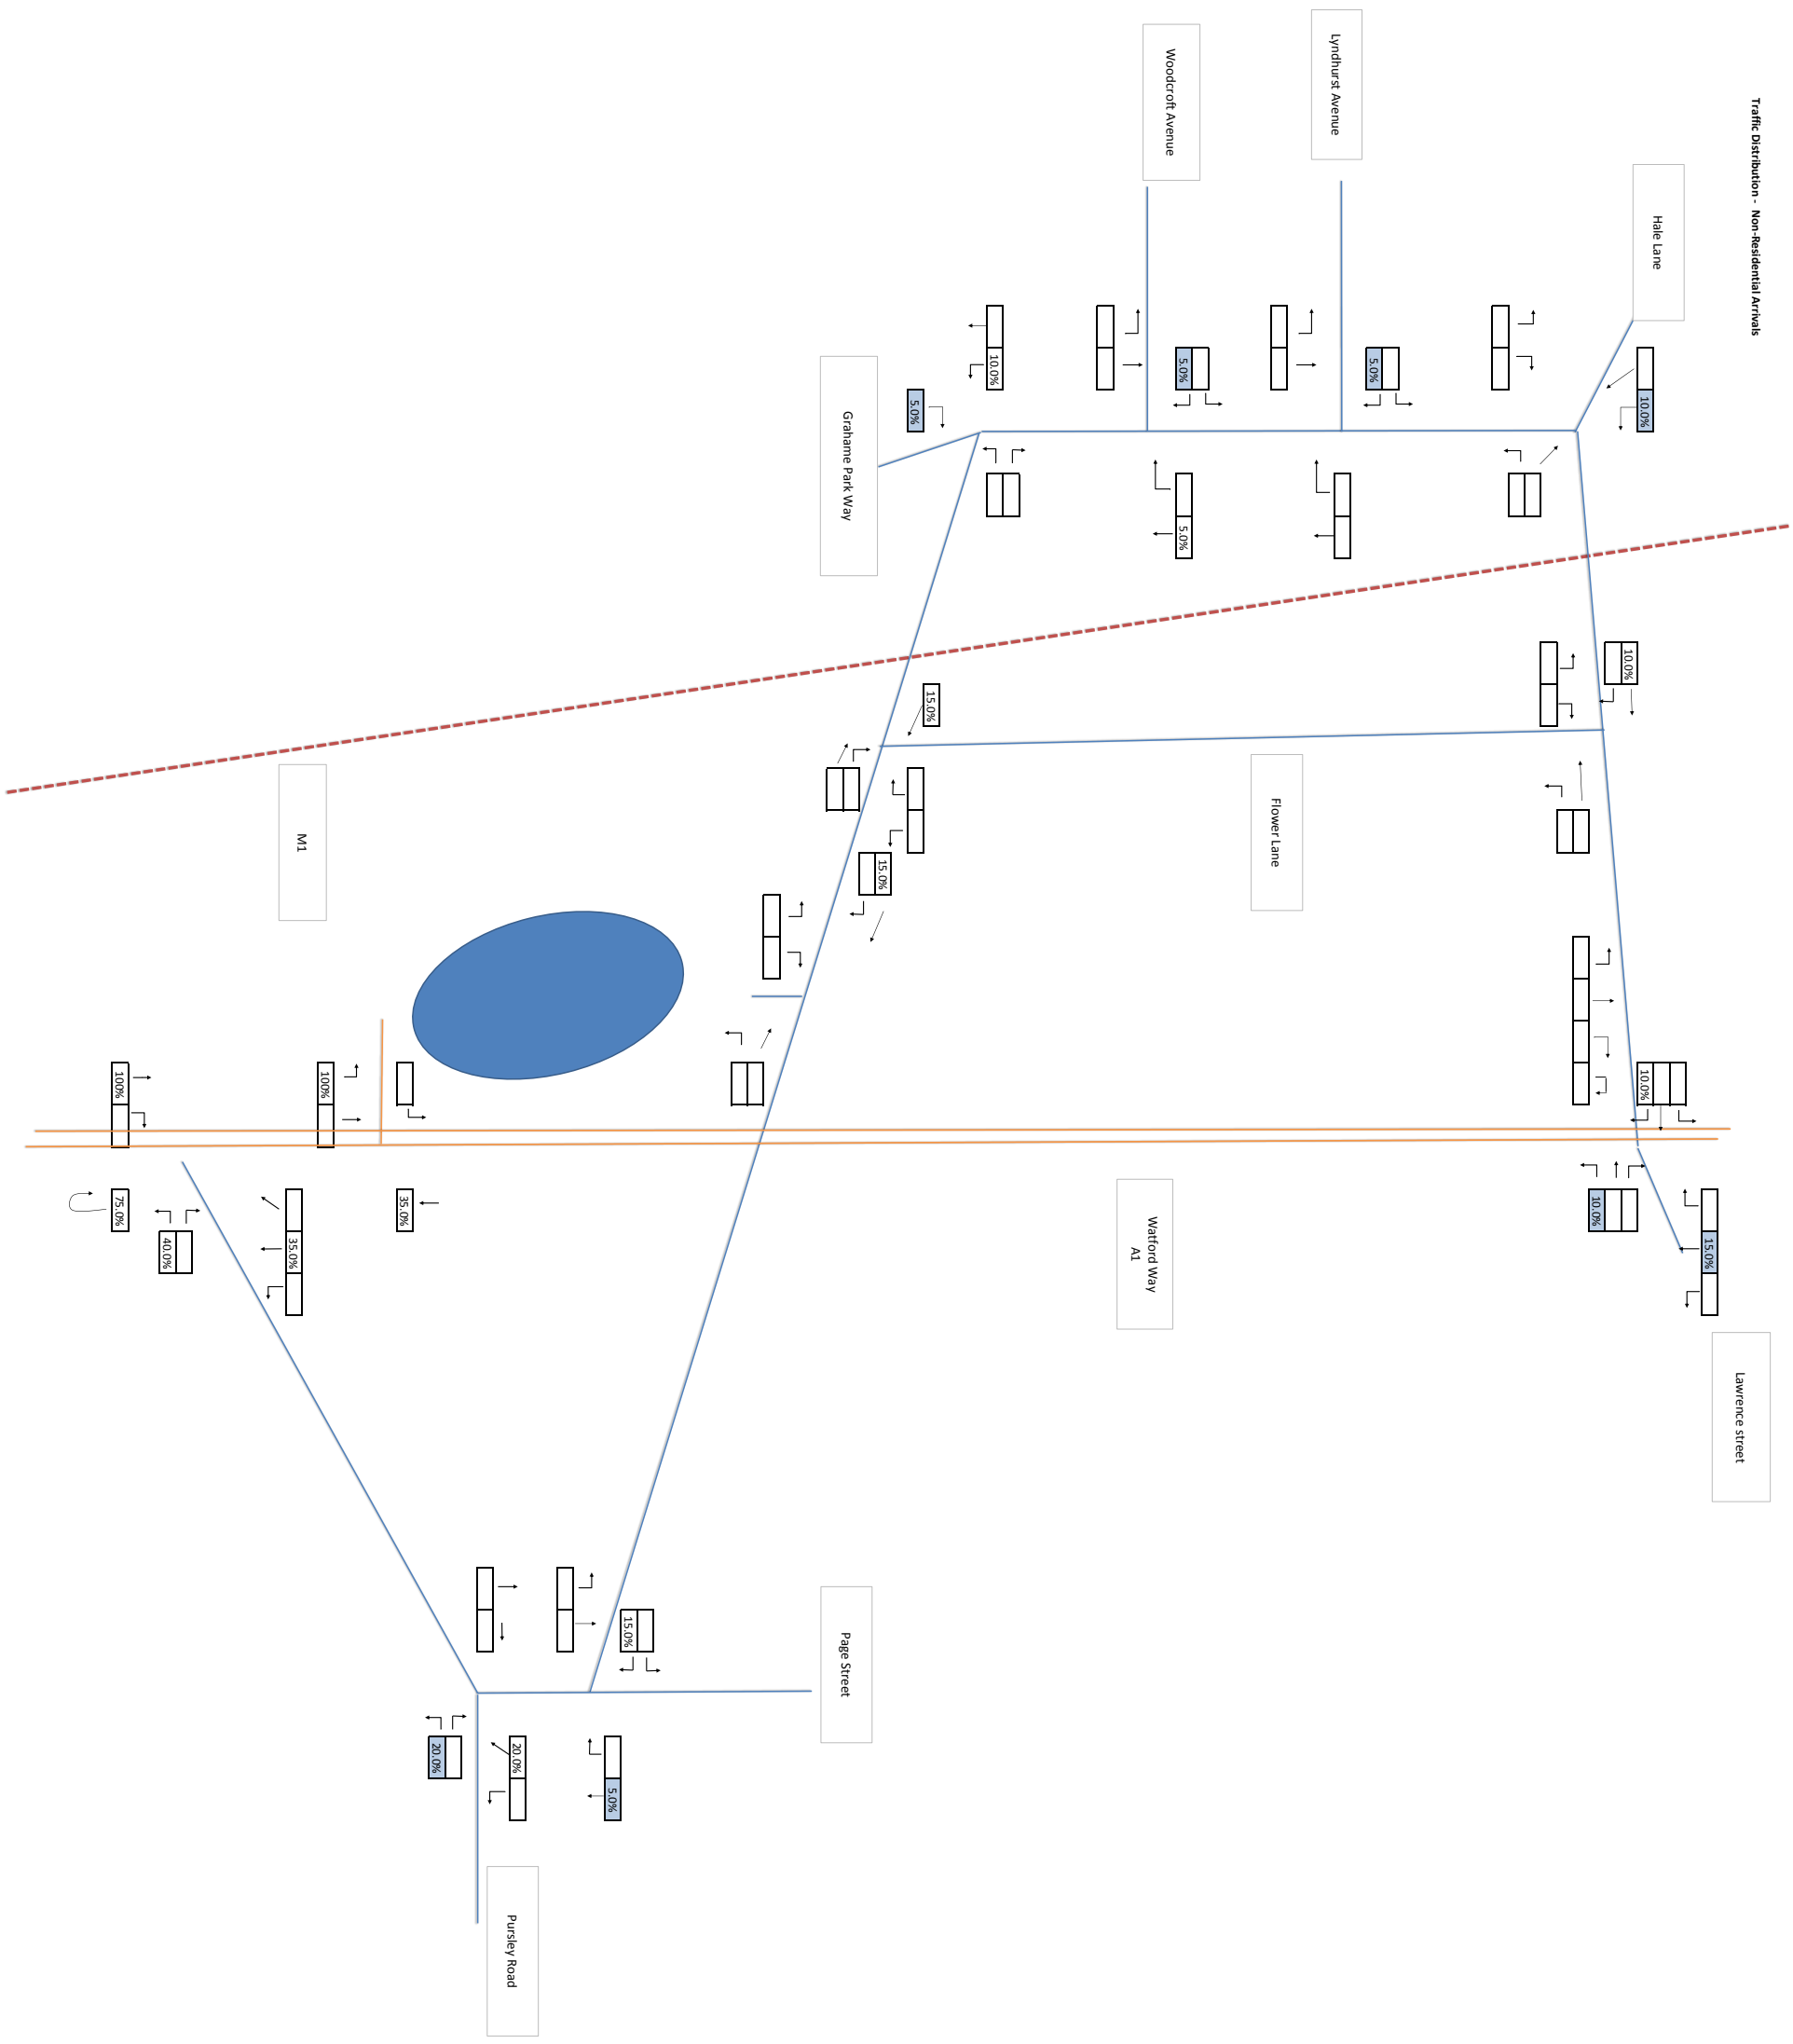 Traffic Distribution - Non-Residential Arrivals
Lawrence street
15.0%
Hale Lane
10.0%
10.0%
10.0%
10.0%
5.0%
Lyndhurst Avenue
Flower Lane
5.0%
5.0%
Woodcroft Avenue
Watford Way
A1
10.0%
15.0%
5.0%
15.0%
Grahame Park Way
Page Street
15.0%
5.0%
20.0%
Pursley Road
20.0%
35.0%
100%
M1
35.0%
40.0%
100%
75.0%